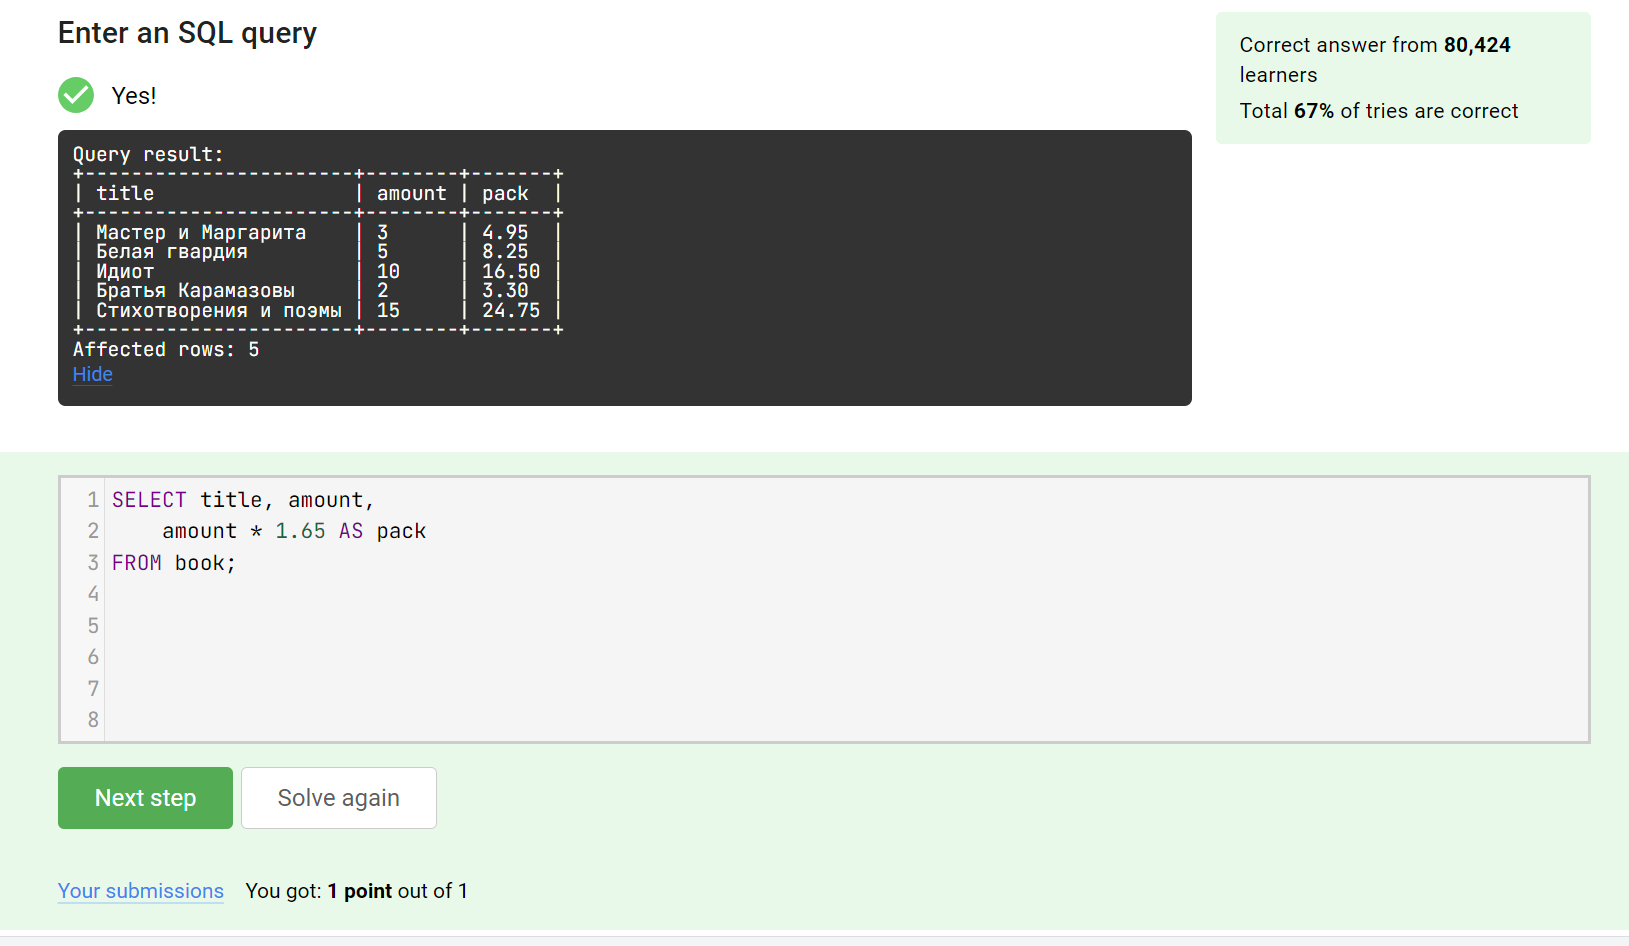 Enter an SQL query
Correct answer from 80,424
learners
Total 67% of tries are correct
Yes!
Query result:
+-----------------------+--------+-------+
| title                 | amount | pack  |
+-----------------------+--------+-------+
| Мастер и Маргарита    | 3      | 4.95  |
| Белая гвардия         | 5      | 8.25  |
| Идиот                 | 10     | 16.50 |
| Братья Карамазовы     | 2      | 3.30  |
| Стихотворения и поэмы | 15     | 24.75 |
+-----------------------+--------+-------+
Affected rows: 5
Hide
1 SELECT title, amount,
2     amount * 1.65 AS pack
3 FROM book;
4
5
6
7
8
Next step Solve again
Your submissions You got: 1 point out of 1